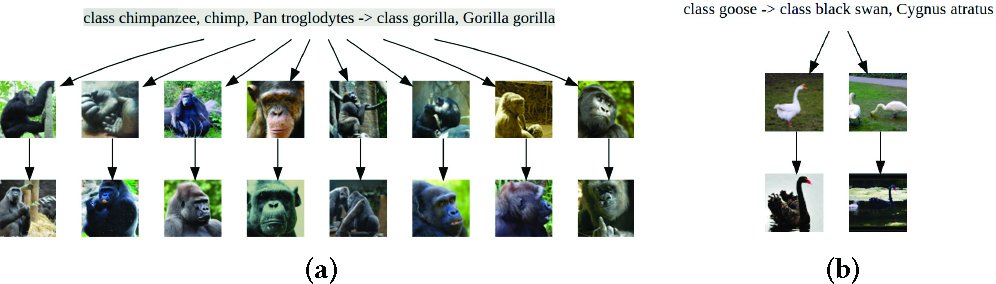 class chimpanzee, chimp, Pan troglodytes -> class gorilla, Gorilla gorilla
class goose -> class black swan, Cygnus atratus
(a)
(b)